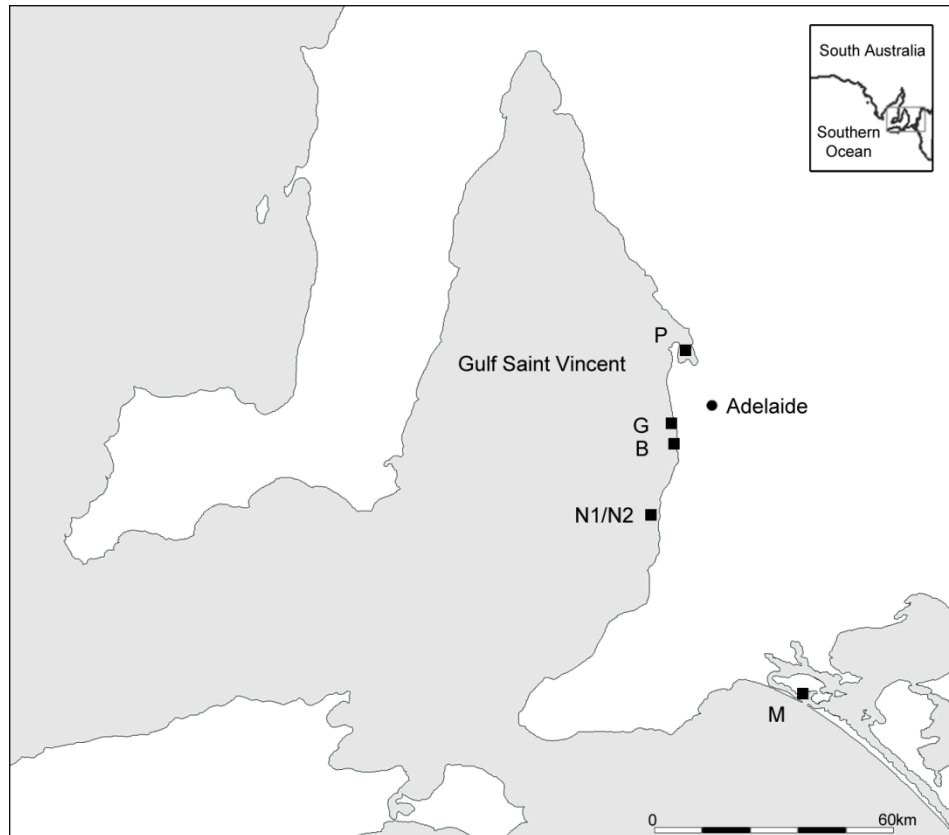 South Australia
Southern
Ocean
P
Gulf Saint Vincent
Adelaide
G
B
N1/N2
M
0
60km